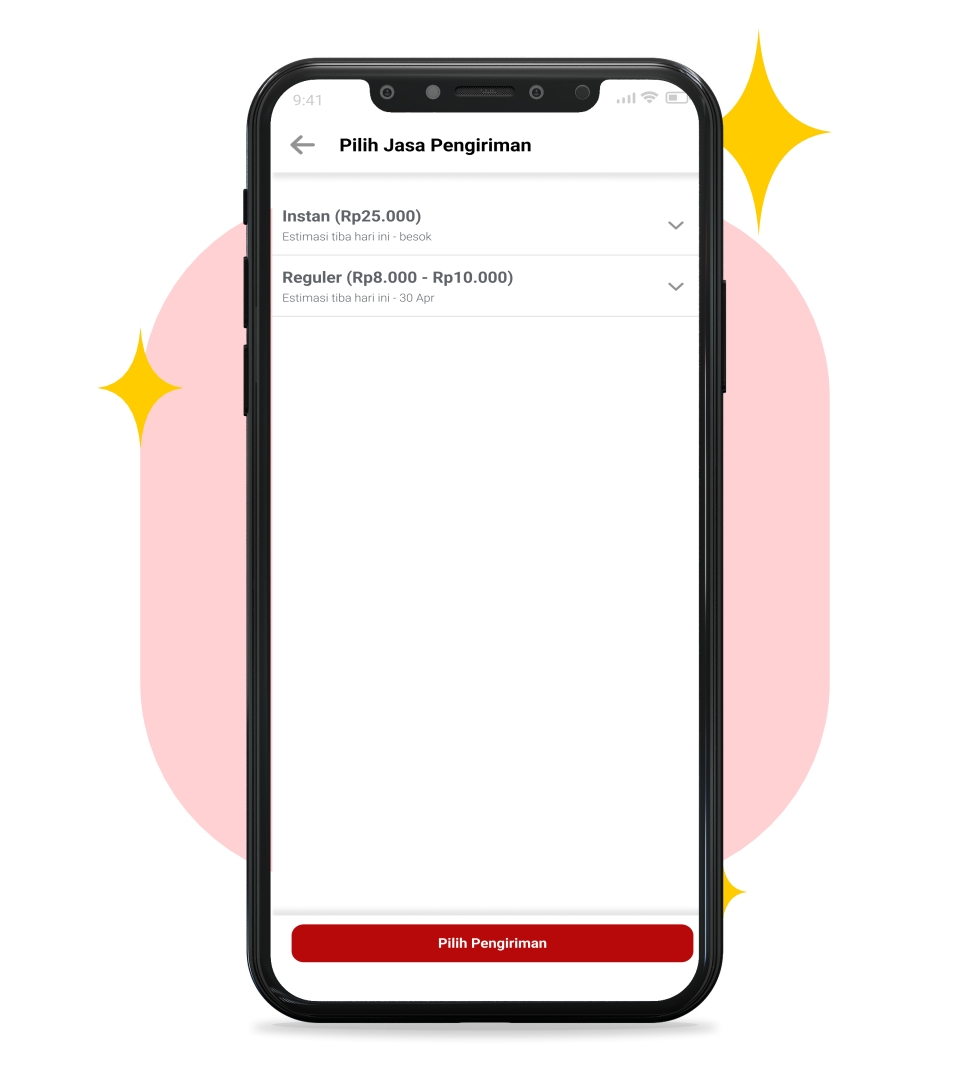 9:41
Pilih Jasa Pengiriman
Instan (Rp25.000)
Estimasi tiba hari ini - besok
Reguler (Rp8.000 - Rp10.000)
Estimasi tiba hari ini - 30 Apr
Pilih Pengiriman